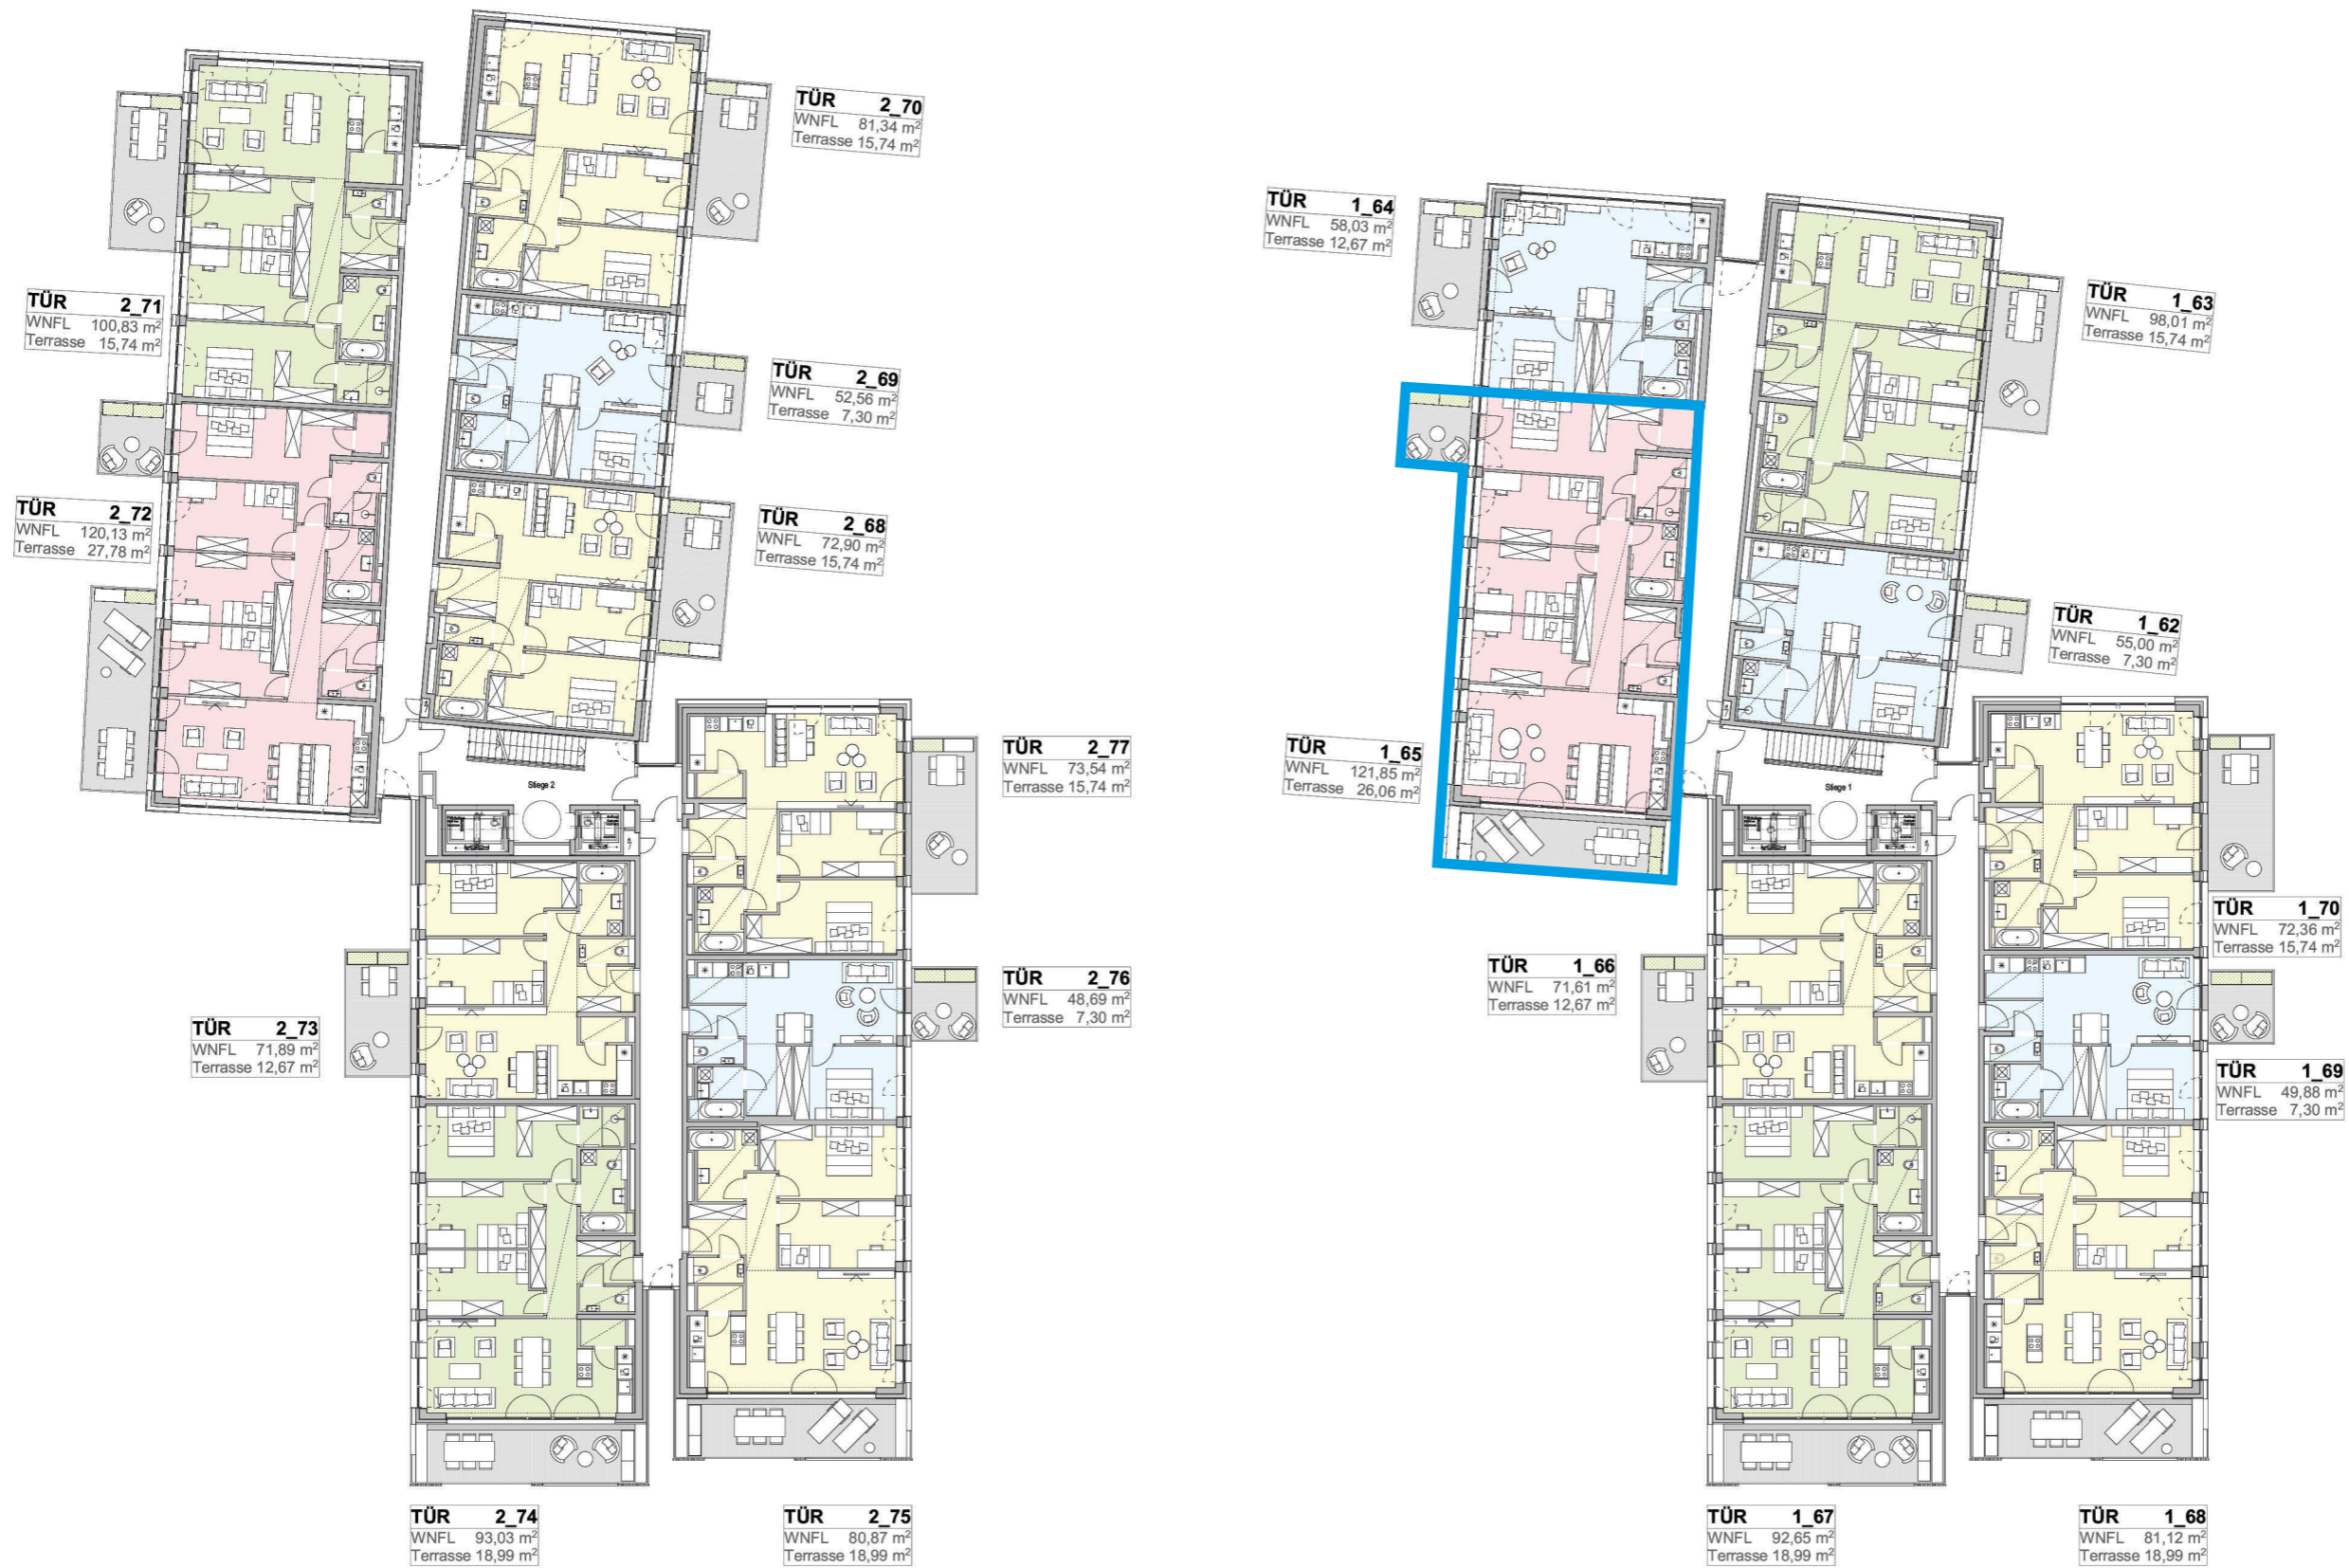 TÜR 2_70
WNFL 81,34 m²
Terrasse 15,74 m²
TÜR 2_71
WNFL 100,83 m²
Terrasse 15,74 m²
TÜR 2_69
WNFL 52,56 m²
Terrasse 7,30 m²
TÜR 2_72
WNFL 120,13 m²
Terrasse 27,78 m²
TÜR 2_68
WNFL 72,90 m²
Terrasse 15,74 m²
TÜR 2_77
WNFL 73,54 m²
Terrasse 15,74 m²
Stiege 2
TÜR 2_76
WNFL 48,69 m²
Terrasse 7,30 m²
TÜR 2_73
WNFL 71,89 m²
Terrasse 12,67 m²
TÜR 2_74
WNFL 93,03 m²
Terrasse 18,99 m²
TÜR 2_75
WNFL 80,87 m²
Terrasse 18,99 m²
TÜR 1_64
WNFL 58,03 m²
Terrasse 12,67 m²
TÜR 1_63
WNFL 98,01 m²
Terrasse 15,74 m²
TÜR 1_62
WNFL 55,00 m²
Terrasse 7,30 m²
TÜR 1_65
WNFL 121,85 m²
Terrasse 26,06 m²
Stiege 1
TÜR 1_70
WNFL 72,36 m²
Terrasse 15,74 m²
TÜR 1_66
WNFL 71,61 m²
Terrasse 12,67 m²
TÜR 1_69
WNFL 49,88 m²
Terrasse 7,30 m²
TÜR 1_67
WNFL 92,65 m²
Terrasse 18,99 m²
TÜR 1_68
WNFL 81,12 m²
Terrasse 18,99 m²